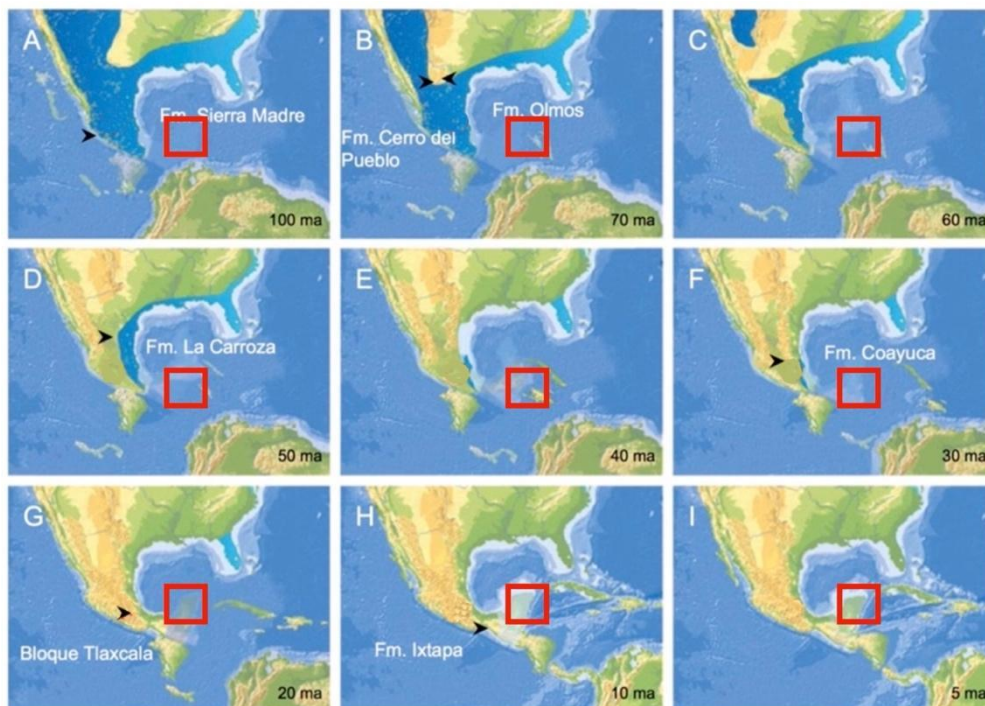 A
Fm. Sierra Madre
100 ma
B
Fm. Olmos
Fm. Cerro del
Pueblo
70 ma
C
60 ma
D
Fm. La Carroza
50 ma
E
40 ma
F
Fm. Coayuca
30 ma
G
Bloque Tlaxcala
20 ma
H
Fm. Ixtapa
10 ma
I
5 ma